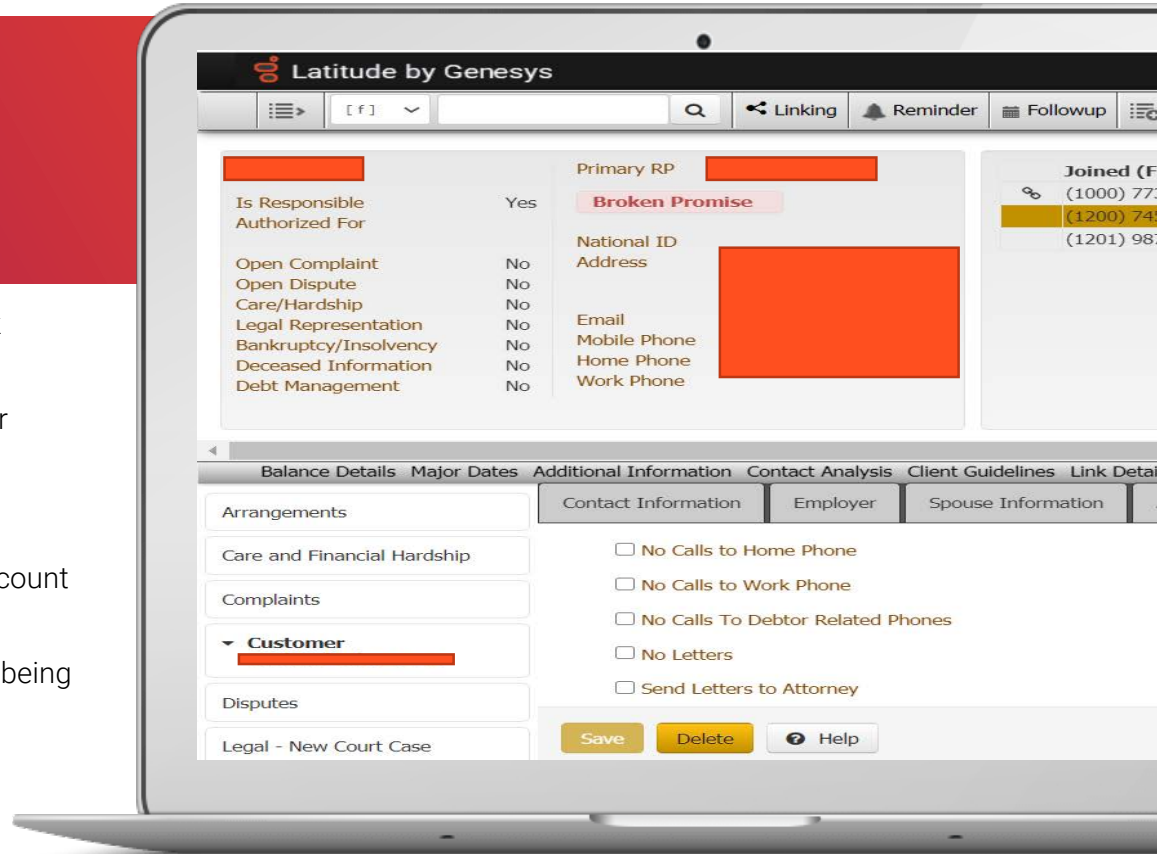 Latitude by Genesys
[f]
Linking
Reminder
Followup
Primary RP
Is Responsible Yes
Authorized For
Broken Promise
National ID
Address
Open Complaint No
Open Dispute No
Care/Hardship No
Legal Representation No
Bankruptcy/Insolvency No
Deceased Information No
Debt Management No
Email
Mobile Phone
Home Phone
Work Phone
Joined (F
(1000) 773
(1200) 745
(1201) 987
r
count
being
Balance Details Major Dates Additional Information Contact Analysis Client Guidelines Link Detai
Arrangements
Care and Financial Hardship
Complaints
Customer
Disputes
Legal - New Court Case
Contact Information Employer Spouse Information
No Calls to Home Phone
No Calls to Work Phone
No Calls To Debtor Related Phones
No Letters
Send Letters to Attorney
Save Delete Help